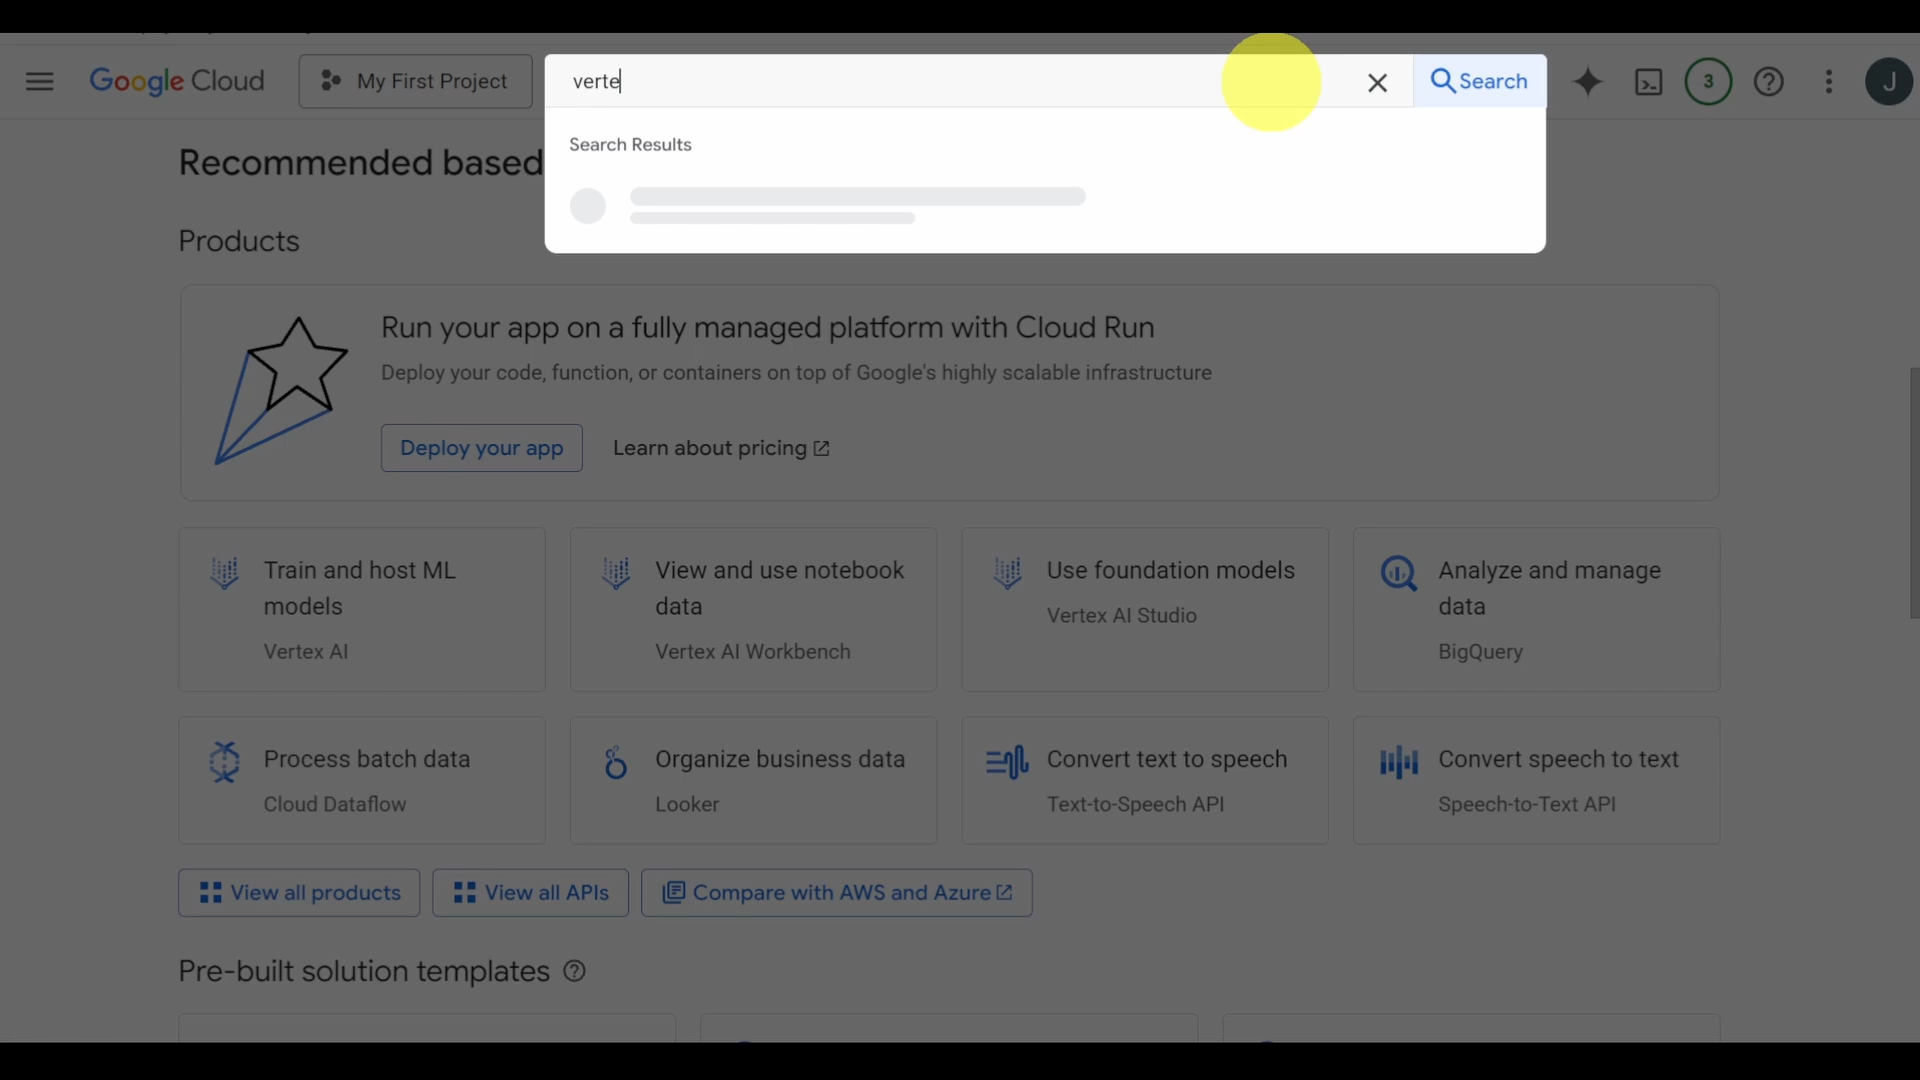 Google Cloud
My First Project
verte
Search
3
J
Search Results
Recommended based
Products
Run your app on a fully managed platform with Cloud Run
Deploy your code, function, or containers on top of Google's highly scalable infrastructure
Deploy your app
Learn about pricing
Train and host ML
models
Vertex AI
View and use notebook
data
Vertex AI Workbench
Use foundation models
Vertex AI Studio
Analyze and manage
data
BigQuery
Process batch data
Cloud Dataflow
Organize business data
Looker
Convert text to speech
Text-to-Speech API
Convert speech to text
Speech-to-Text API
View all products
View all APIs
Compare with AWS and Azure
Pre-built solution templates